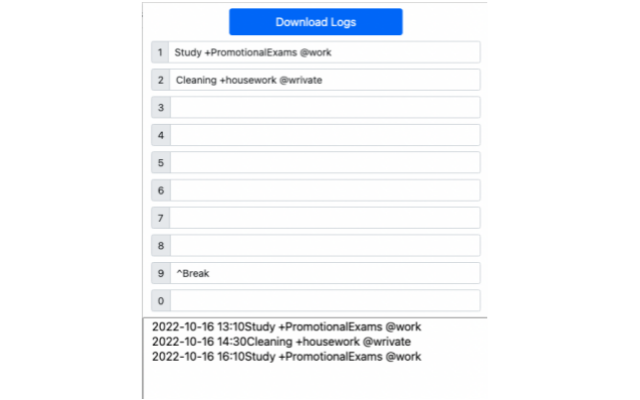 Download Logs
1 Study +PromotionalExams @work
2 Cleaning +housework @wrivate
3
4
5
6
7
8
9 ^Break
0
2022-10-16 13:10Study +PromotionalExams @work
2022-10-16 14:30Cleaning +housework @wrivate
2022-10-16 16:10Study +PromotionalExams @work